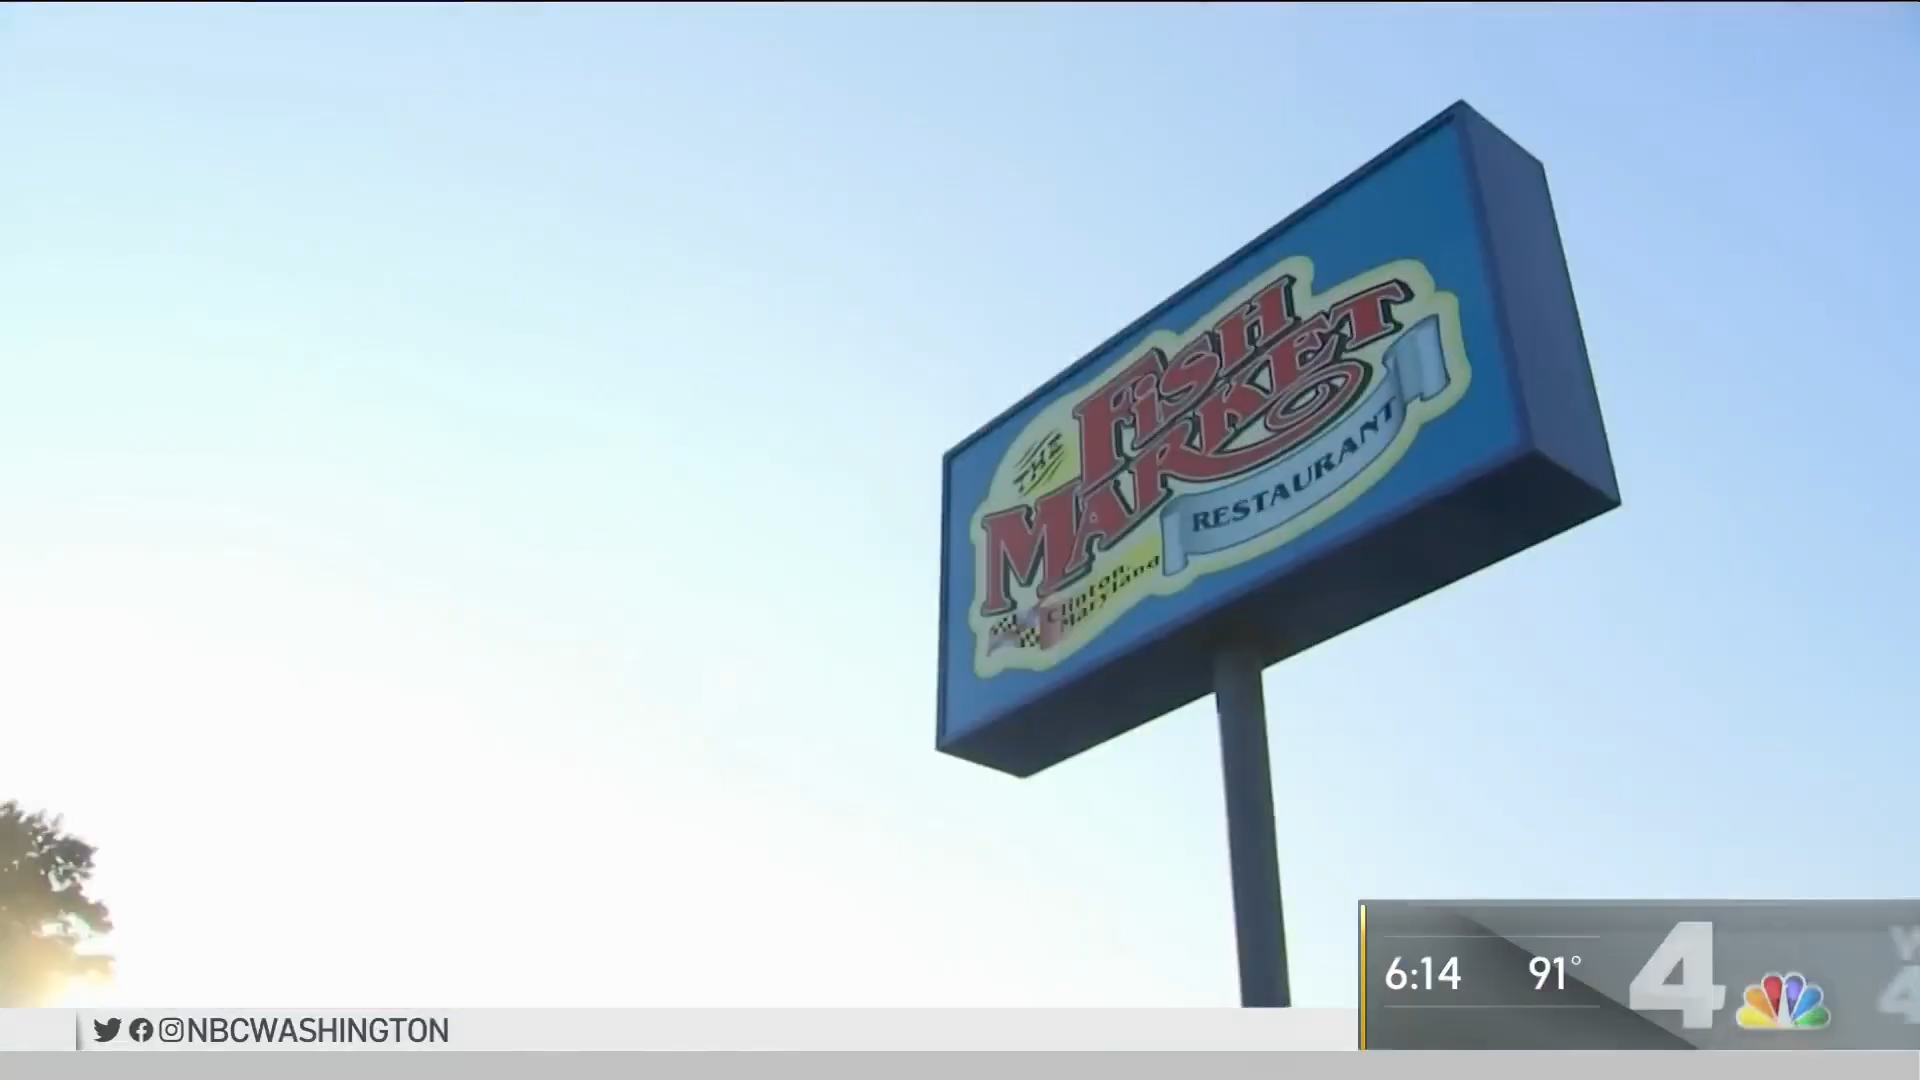 THE
FiSH
MARKET
RESTAURANT
Clinton,
Maryland
6:14 91°
4
NBCWASHINGTON